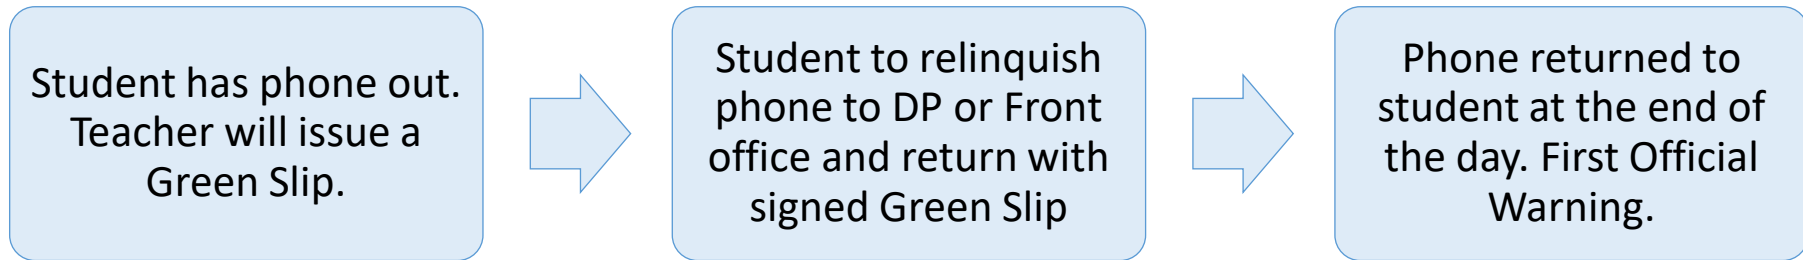 Student has phone out.
Teacher will issue a
Green Slip.
Student to relinquish
phone to DP or Front
office and return with
signed Green Slip
Phone returned to
student at the end of
the day. First Official
Warning.